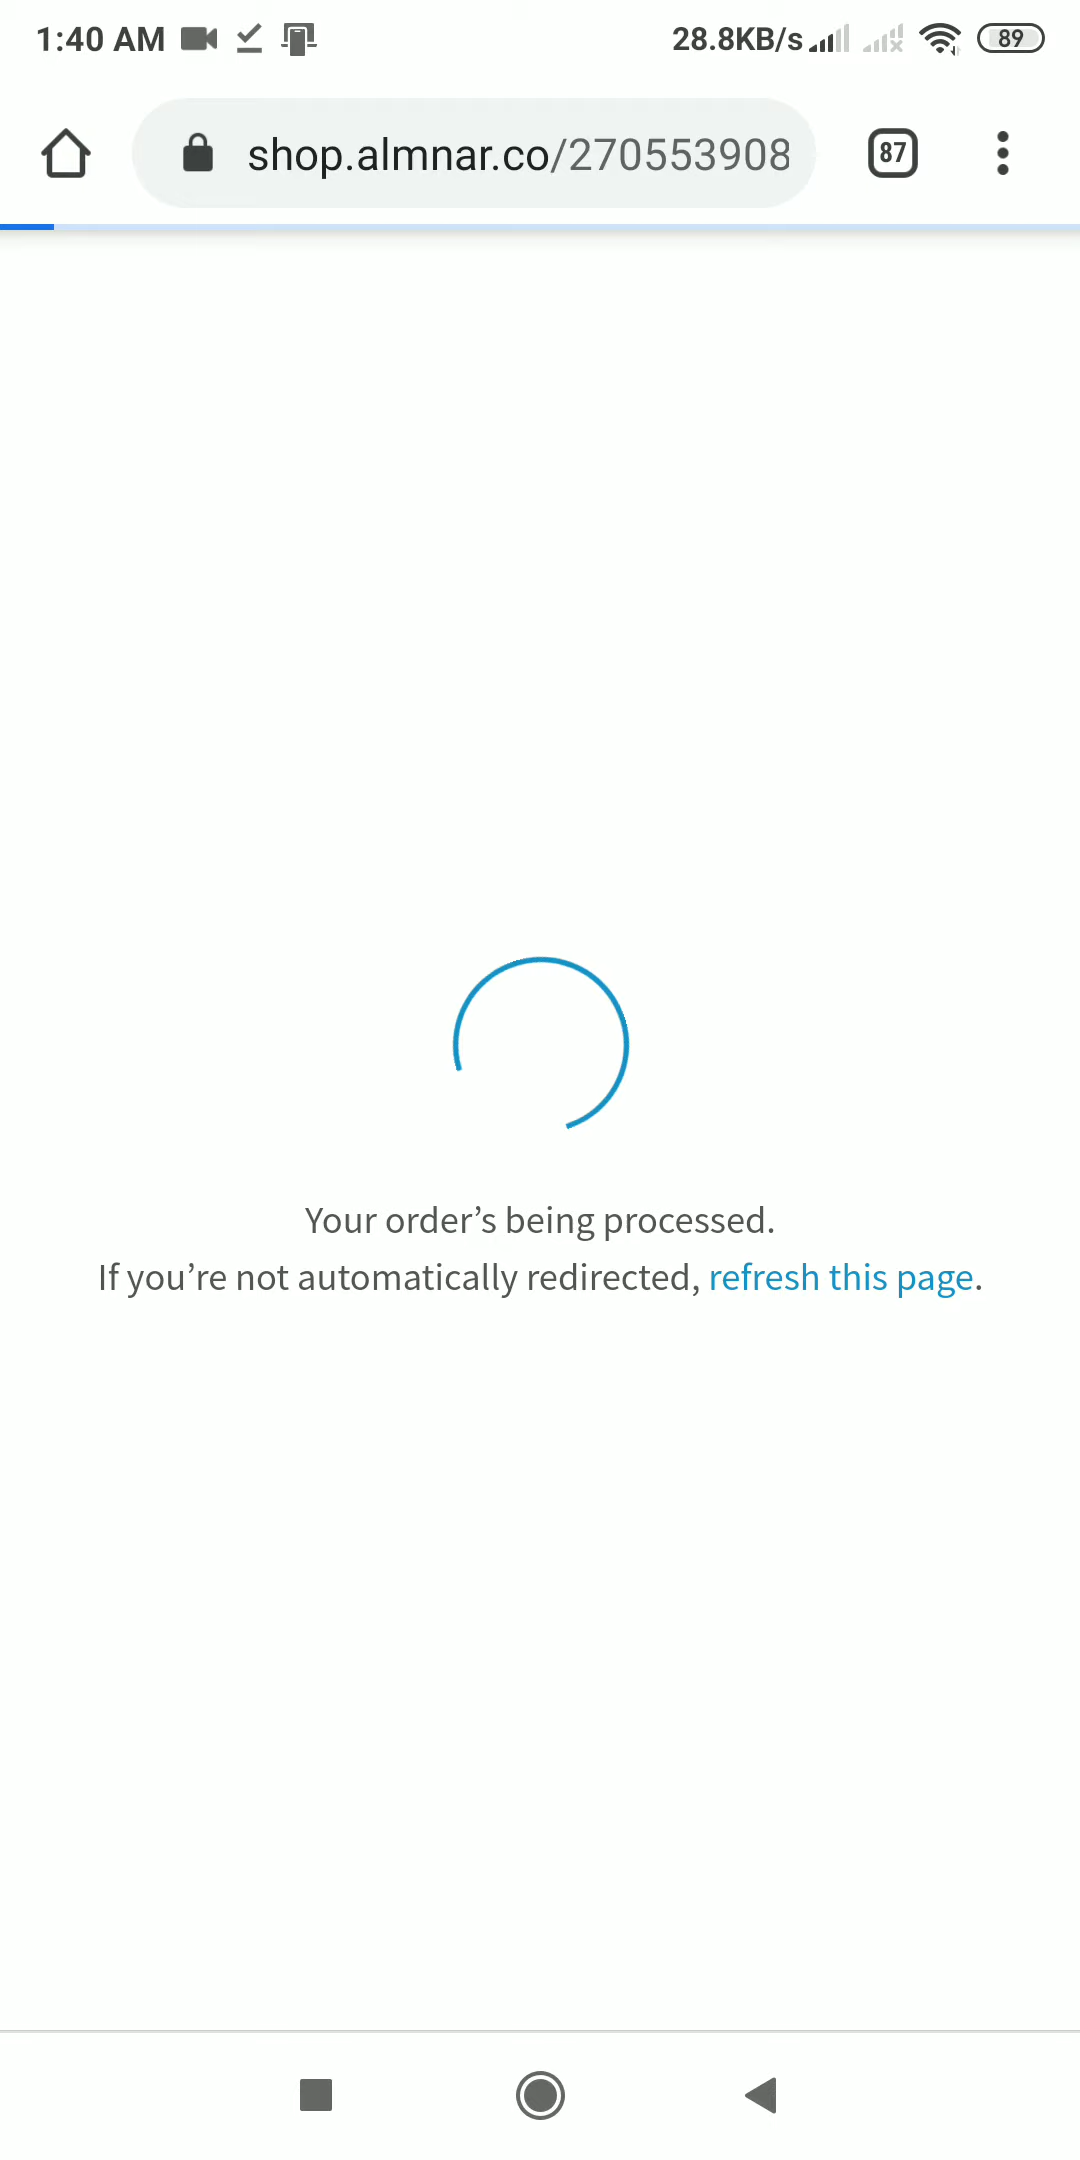 1:40 AM 28.8KB/s 89
shop.almnar.co/270553908 87
Your order’s being processed.
If you’re not automatically redirected, refresh this page.